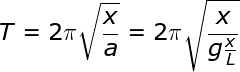 T = 2π√(x/a) = 2π√(x/(g x/L))